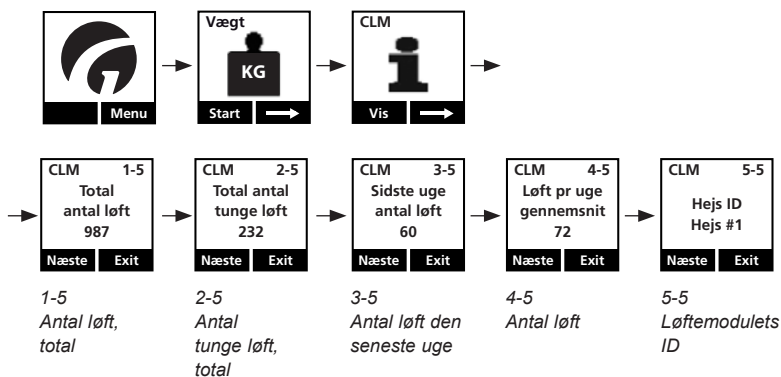 Menu
Vægt
KG
Start
CLM
Vis
CLM 1-5
Total
antal løft
987
Næste Exit
CLM 2-5
Total antal
tunge løft
232
Næste Exit
CLM 3-5
Sidste uge
antal løft
60
Næste Exit
CLM 4-5
Løft pr uge
gennemsnit
72
Næste Exit
CLM 5-5
Hejs ID
Hejs #1
Næste Exit
1-5
Antal løft,
total
2-5
Antal
tunge løft,
total
3-5
Antal løft den
seneste uge
4-5
Antal løft
5-5
Løftemodulets
ID